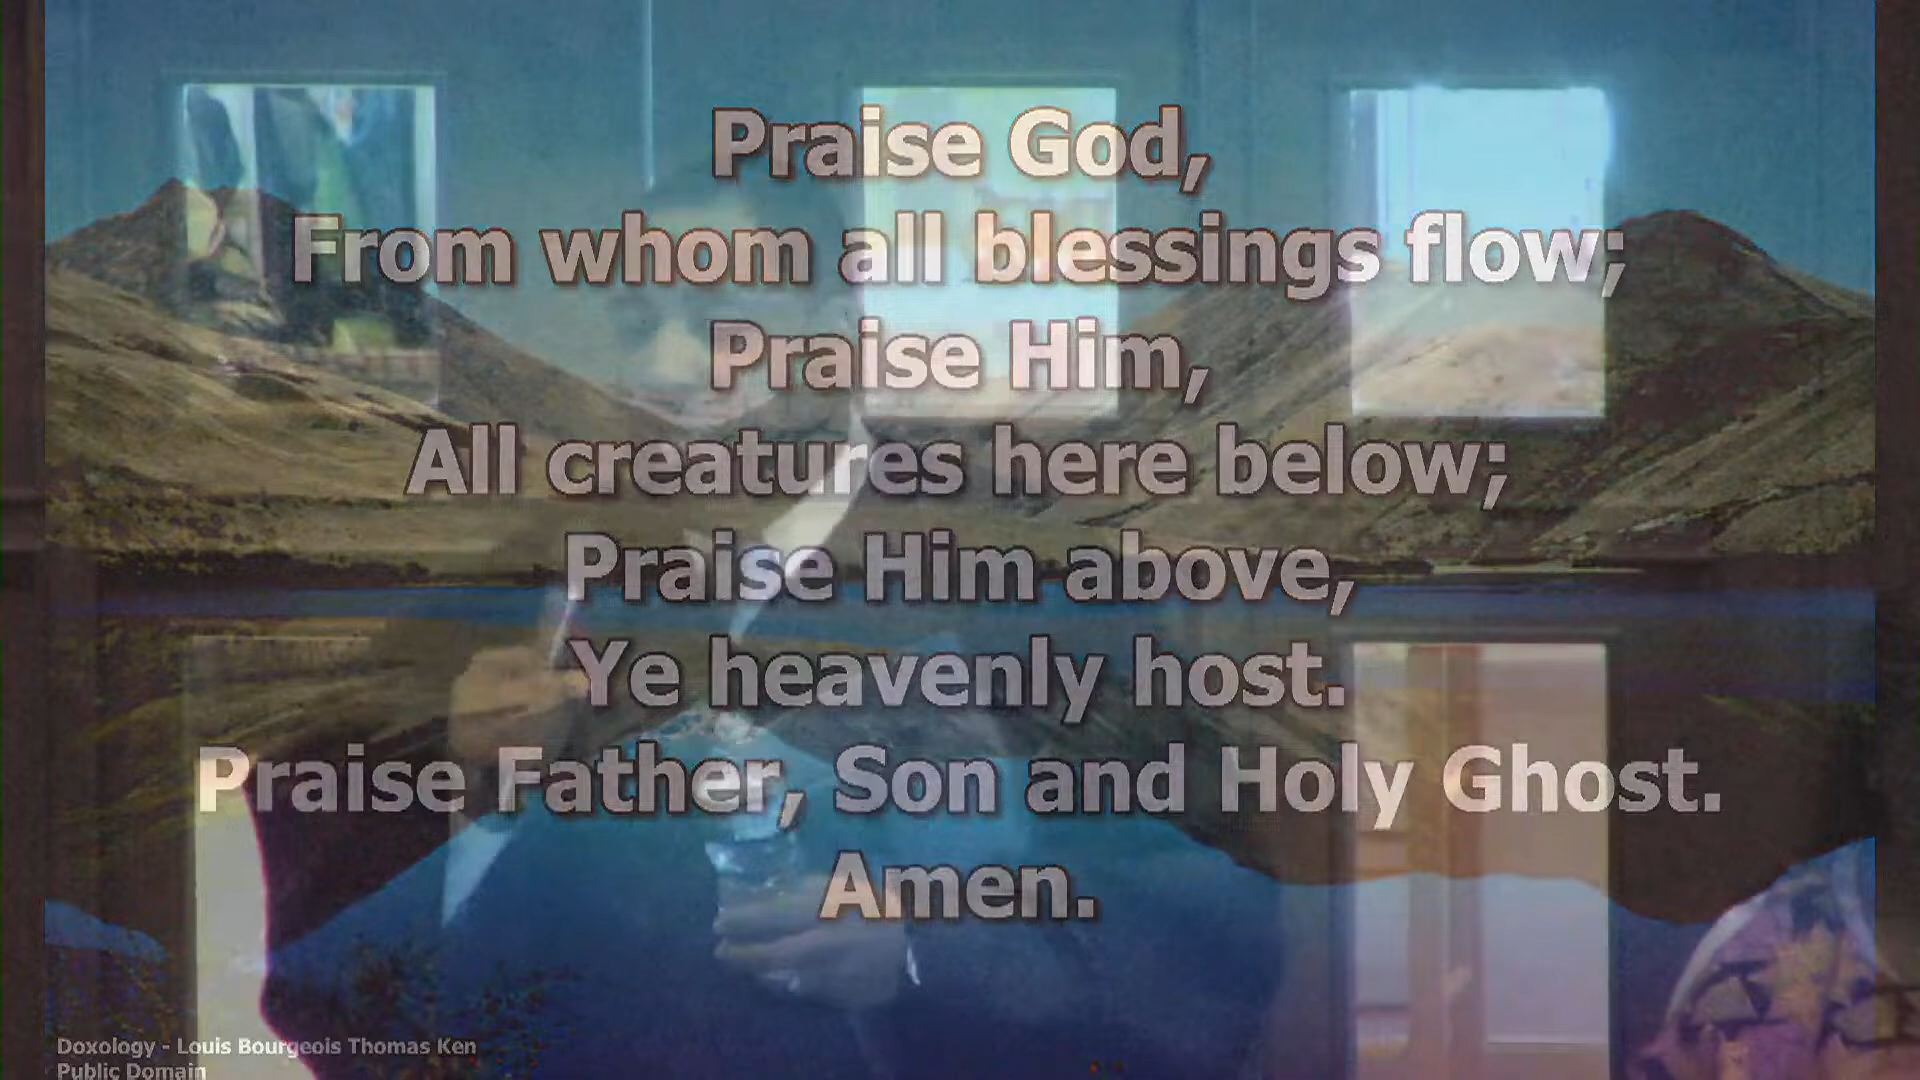 Praise God,
From whom all blessings flow;
Praise Him,
All creatures here below;
Praise Him above,
Ye heavenly host.
Praise Father, Son and Holy Ghost.
Amen.
Doxology - Louis Bourgeois Thomas Ken
Public Domain